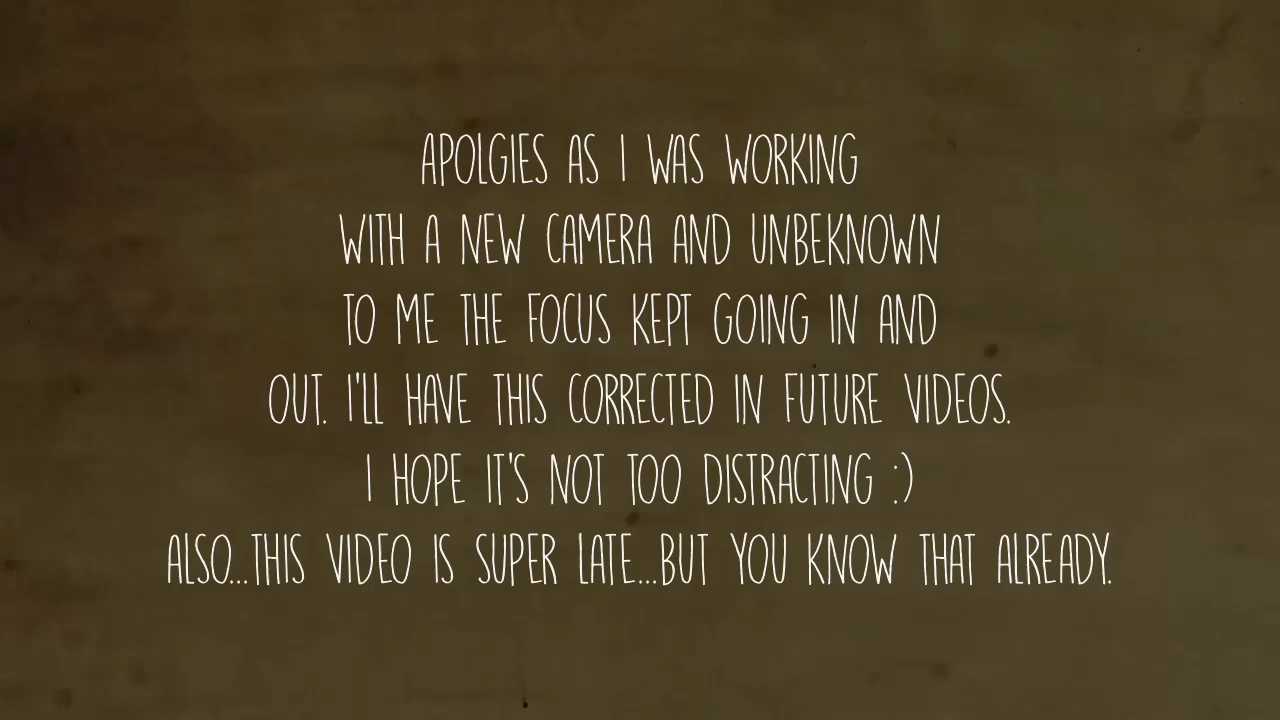 APOLGIES AS I WAS WORKING
WITH A NEW CAMERA AND UNBEKNOWN
TO ME THE FOCUS KEPT GOING IN AND
OUT. I'LL HAVE THIS CORRECTED IN FUTURE VIDEOS.
I HOPE IT'S NOT TOO DISTRACTING :)
ALSO...THIS VIDEO IS SUPER LATE...BUT YOU KNOW THAT ALREADY.